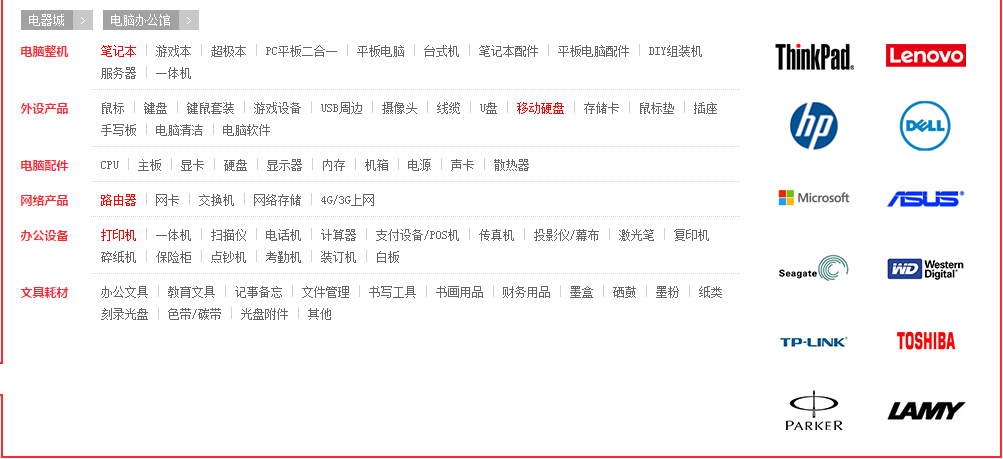 电器城 > 电脑办公馆 >
电脑整机 笔记本 游戏本 超极本 PC平板二合一 平板电脑 台式机 笔记本配件 平板电脑配件 DIY组装机
服务器 一体机
外设产品 鼠标 键盘 键鼠套装 游戏设备 USB周边 摄像头 线缆 U盘 移动硬盘 存储卡 鼠标垫 插座
手写板 电脑清洁 电脑软件
电脑配件 CPU 主板 显卡 硬盘 显示器 内存 机箱 电源 声卡 散热器
网络产品 路由器 网卡 交换机 网络存储 4G/3G上网
办公设备 打印机 一体机 扫描仪 电话机 计算器 支付设备/POS机 传真机 投影仪/幕布 激光笔 复印机
碎纸机 保险柜 点钞机 考勤机 装订机 白板
文具耗材 办公文具 教育文具 记事备忘 文件管理 书写工具 书画用品 财务用品 墨盒 硒鼓 墨粉 纸类
刻录光盘 色带/碳带 光盘附件 其他
ThinkPad® Lenovo
hp DELL
Microsoft ASUS®
Seagate WD Western Digital®
TP-LINK® TOSHIBA
PARKER LAMY